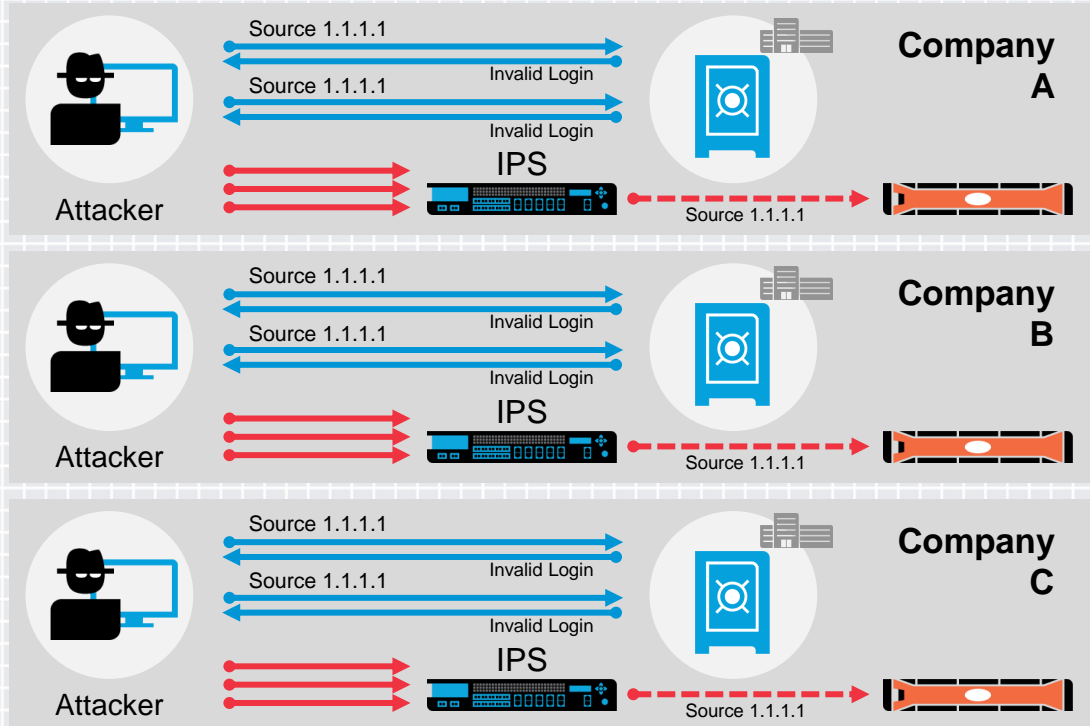 Source 1.1.1.1
Company
A
Invalid Login
Source 1.1.1.1
Invalid Login
IPS
Attacker
Source 1.1.1.1
Source 1.1.1.1
Company
B
Invalid Login
Source 1.1.1.1
Invalid Login
IPS
Attacker
Source 1.1.1.1
Source 1.1.1.1
Company
C
Invalid Login
Source 1.1.1.1
Invalid Login
IPS
Attacker
Source 1.1.1.1